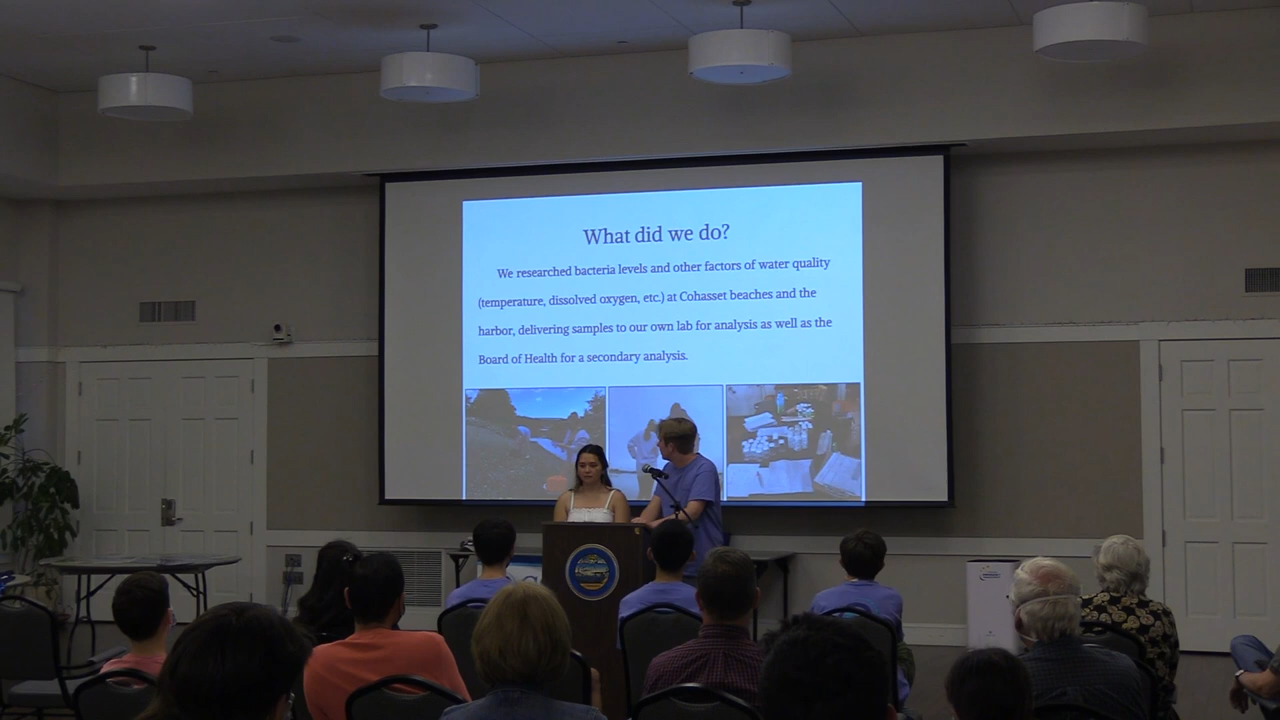 What did we do?
We researched bacteria levels and other factors of water quality
(temperature, dissolved oxygen, etc.) at Cohasset beaches and the
harbor, delivering samples to our own lab for analysis as well as the
Board of Health for a secondary analysis.